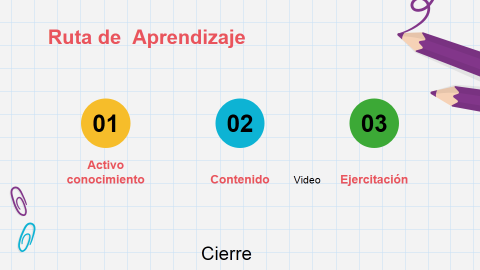 Ruta de  Aprendizaje
01
02
03
Activo
conocimiento
Contenido
Video
Ejercitación
Cierre